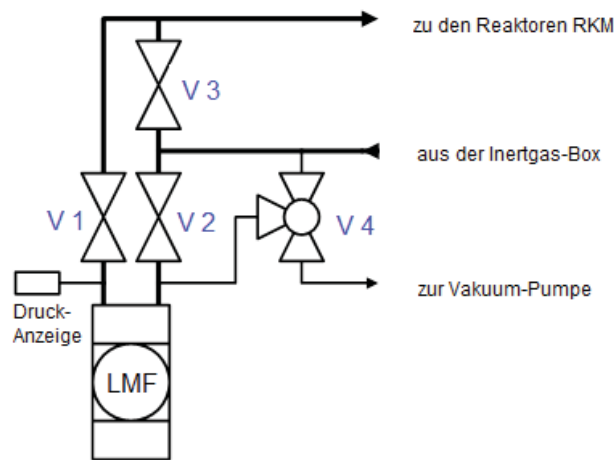 zu den Reaktoren RKM
V 3
aus der Inertgas-Box
V 1
V 2
V 4
zur Vakuum-Pumpe
Druck-
Anzeige
LMF